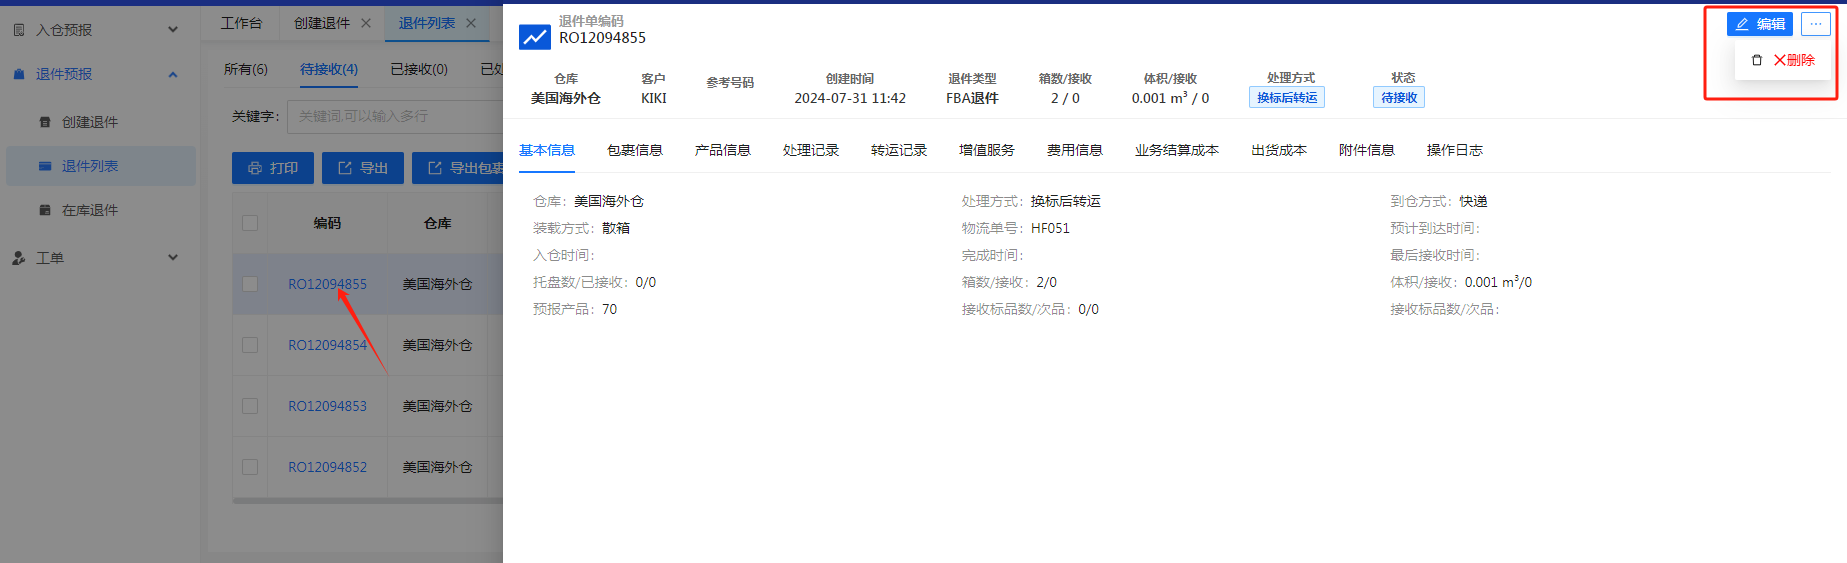 入仓预报
退件预报
创建退件
退件列表
在库退件
工单
工作台
创建退件
退件列表
所有(6)
待接收(4)
已接收(0)
关键字:
关键词,可以输入多行
打印
导出
导出包裹
编码 仓库
RO12094855 美国海外仓
RO12094854 美国海外仓
RO12094853 美国海外仓
RO12094852 美国海外仓
退件单编码
RO12094855
编辑
···
删除
仓库 客户 参考号码 创建时间 退件类型 箱数/接收 体积/接收 处理方式 状态
美国海外仓 KIKI 2024-07-31 11:42 FBA退件 2 / 0 0.001 m³ / 0 换标后转运 待接收
基本信息 包裹信息 产品信息 处理记录 转运记录 增值服务 费用信息 业务结算成本 出货成本 附件信息 操作日志
仓库: 美国海外仓 处理方式: 换标后转运 到仓方式: 快递
装载方式: 散箱 物流单号: HF051 预计到达时间:
入仓时间: 完成时间: 最后接收时间:
托盘数/已接收: 0/0 箱数/接收: 2/0 体积/接收: 0.001 m³/0
预报产品: 70 接收标品数/次品: 0/0 接收标品数/次品: